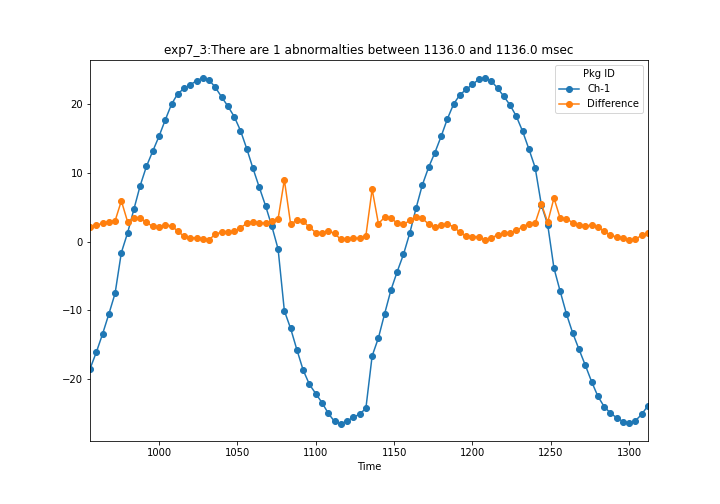 exp7_3:There are 1 abnormalties between 1136.0 and 1136.0 msec
Pkg ID
Ch-1
Difference
20
10
0
−10
−20
1000 1050 1100 1150 1200 1250 1300
Time